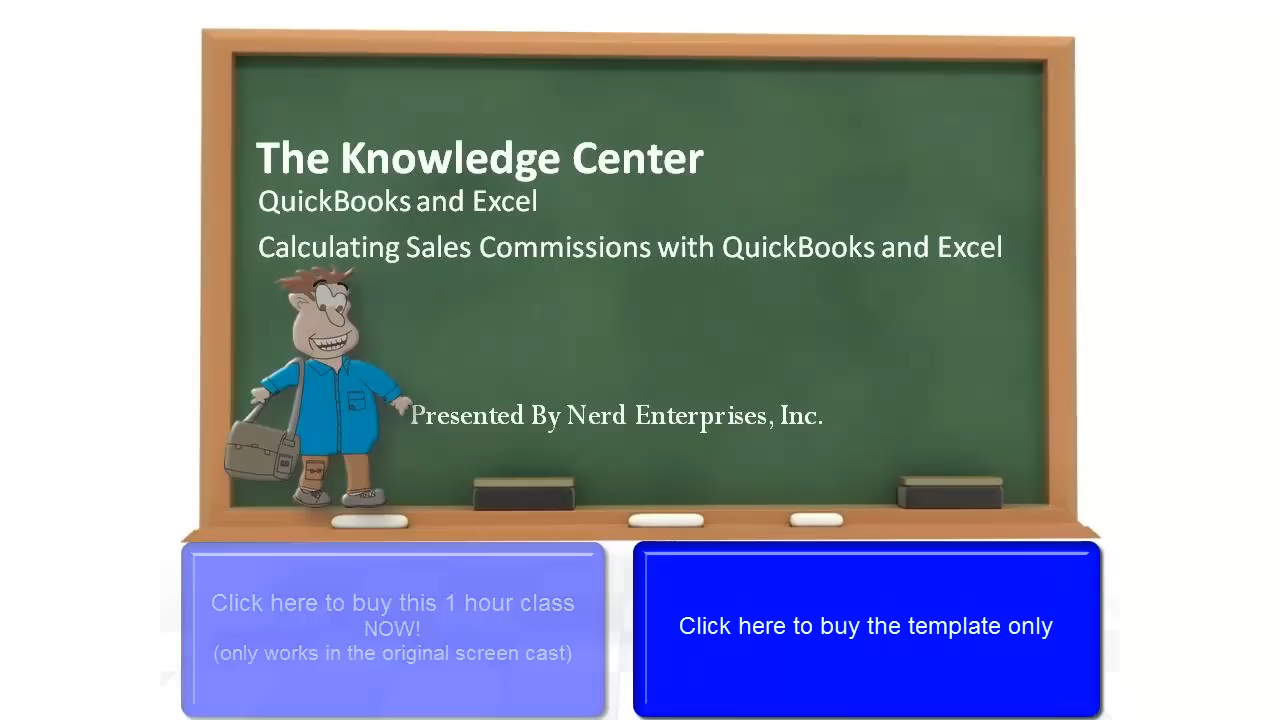 The Knowledge Center
QuickBooks and Excel
Calculating Sales Commissions with QuickBooks and Excel
Presented By Nerd Enterprises, Inc.
Click here to buy this 1 hour class
NOW!
(only works in the original screen cast)
Click here to buy the template only